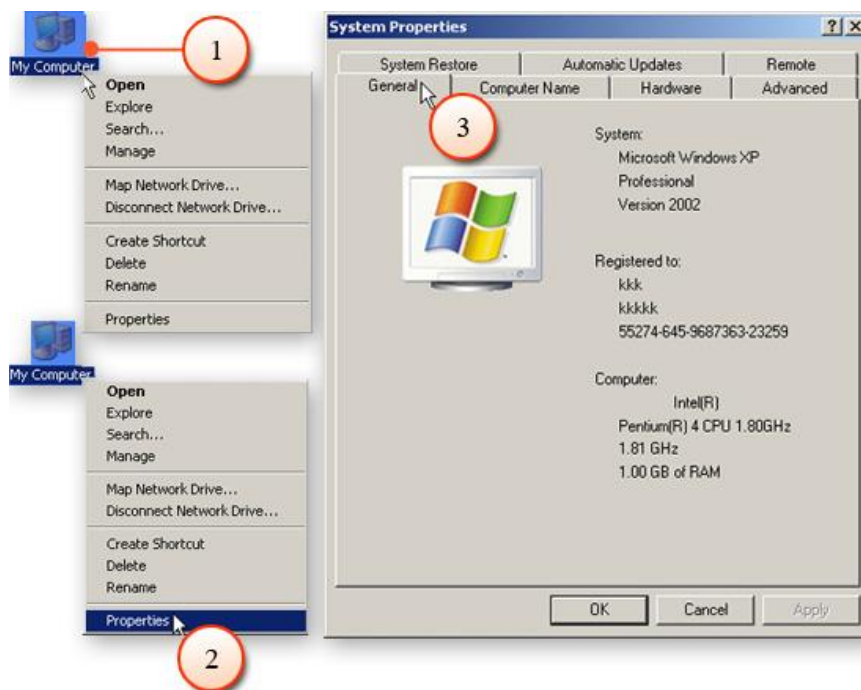 1
My Computer
Open
Explore
Search...
Manage
Map Network Drive...
Disconnect Network Drive...
Create Shortcut
Delete
Rename
Properties
My Computer
Open
Explore
Search...
Manage
Map Network Drive...
Disconnect Network Drive...
Create Shortcut
Delete
Rename
Properties
2
System Properties
System Restore Automatic Updates Remote
General Computer Name Hardware Advanced
3
System:
Microsoft Windows XP
Professional
Version 2002
Registered to:
kkk
kkkkk
55274-645-9687363-23259
Computer:
Intel(R)
Pentium(R) 4 CPU 1.80GHz
1.81 GHz
1.00 GB of RAM
OK Cancel Apply